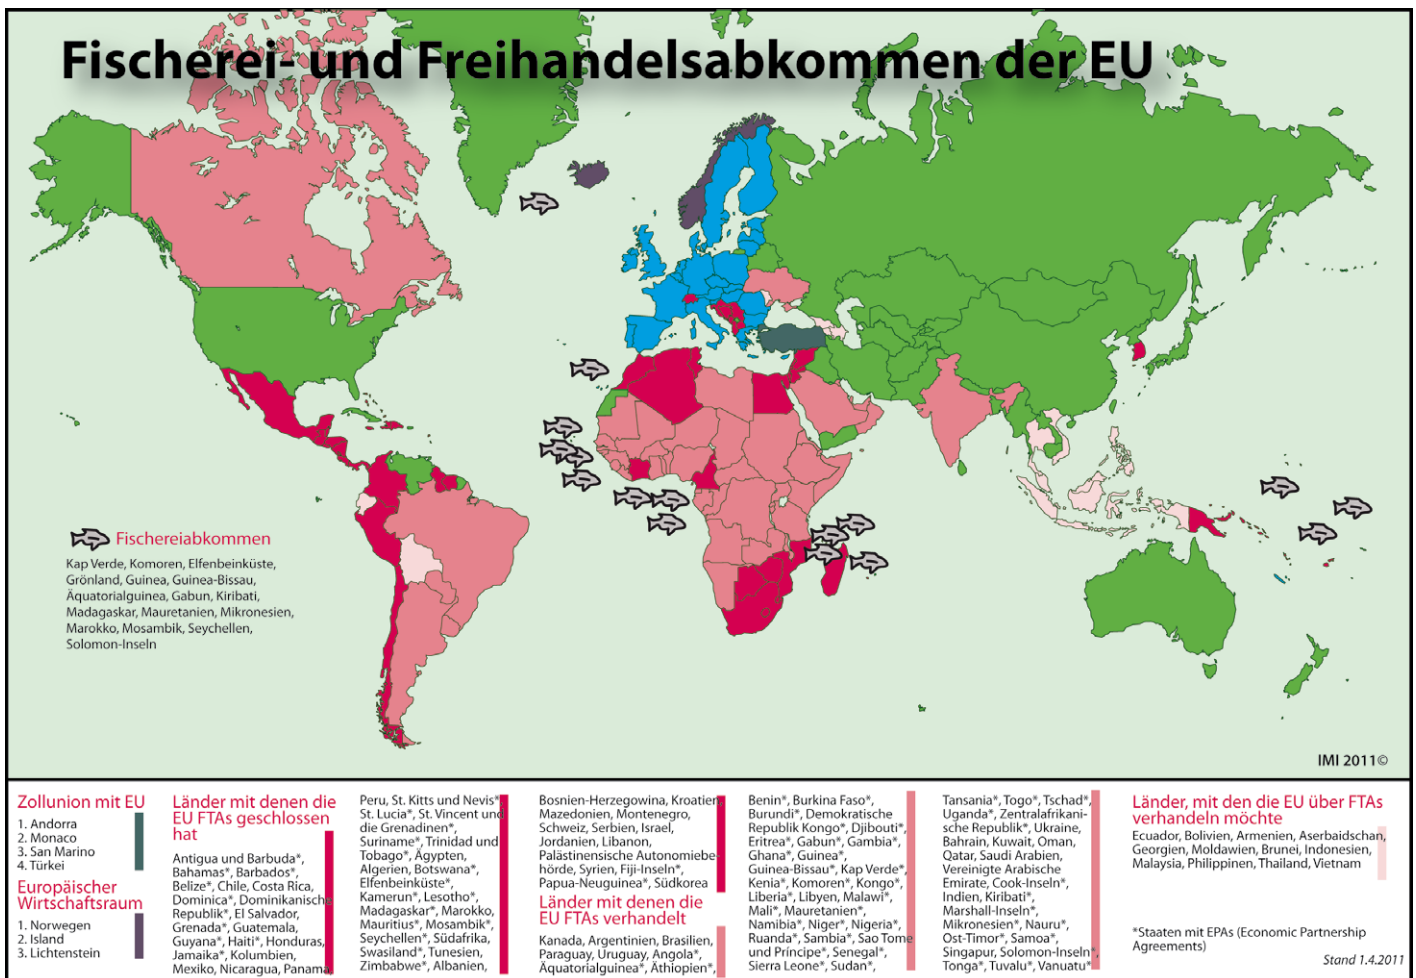 Fischerei- und Freihandelsabkommen der EU
Fischereiabkommen
Kap Verde, Komoren, Elfenbeinküste,
Grönland, Guinea, Guinea-Bissau,
Äquatorialguinea, Gabun, Kiribati,
Madagaskar, Mauretanien, Mikronesien,
Marokko, Mosambik, Seychellen,
Solomon-Inseln
IMI 2011©
Zollunion mit EU
1. Andorra
2. Monaco
3. San Marino
4. Türkei
Europäischer
Wirtschaftsraum
1. Norwegen
2. Island
3. Lichtenstein
Länder mit denen die
EU FTAs geschlossen
hat
Antigua und Barbuda*,
Bahamas*, Barbados*,
Belize*, Chile, Costa Rica,
Dominica*, Dominikanische
Republik*, El Salvador,
Grenada*, Guatemala,
Guyana*, Haiti*, Honduras,
Jamaika*, Kolumbien,
Mexiko, Nicaragua, Panama,
Peru, St. Kitts und Nevis*,
St. Lucia*, St. Vincent und
die Grenadinen*,
Suriname*, Trinidad und
Tobago*, Ägypten,
Algerien, Botswana*,
Elfenbeinküste*,
Kamerun*, Lesotho*,
Madagaskar*, Marokko,
Mauritius*, Mosambik*,
Seychellen*, Südafrika,
Swasiland*, Tunesien,
Zimbabwe*, Albanien,
Bosnien-Herzegowina, Kroatien,
Mazedonien, Montenegro,
Schweiz, Serbien, Israel,
Jordanien, Libanon,
Palästinensische Autonomiebe-
hörde, Syrien, Fiji-Inseln*,
Papua-Neuguinea*, Südkorea
Länder mit denen die
EU FTAs verhandelt
Kanada, Argentinien, Brasilien,
Paraguay, Uruguay, Angola*,
Äquatorialguinea*, Äthiopien*,
Benin*, Burkina Faso*,
Burundi*, Demokratische
Republik Kongo*, Djibouti*,
Eritrea*, Gabun*, Gambia*,
Ghana*, Guinea*,
Guinea-Bissau*, Kap Verde*,
Kenia*, Komoren*, Kongo*,
Liberia*, Libyen, Malawi*,
Mali*, Mauretanien*,
Namibia*, Niger*, Nigeria*,
Ruanda*, Sambia*, Sao Tome
und Príncipe*, Senegal*,
Sierra Leone*, Sudan*,
Tansania*, Togo*, Tschad*,
Uganda*, Zentralafrikani-
sche Republik*, Ukraine,
Bahrain, Kuwait, Oman,
Qatar, Saudi Arabien,
Vereinigte Arabische
Emirate, Cook-Inseln*,
Indien, Kiribati*,
Marshall-Inseln*,
Mikronesien*, Nauru*,
Ost-Timor*, Samoa*,
Singapur, Solomon-Inseln*,
Tonga*, Tuvalu*, Vanuatu*
Länder, mit den die EU über FTAs
verhandeln möchte
Ecuador, Bolivien, Armenien, Aserbaidschan,
Georgien, Moldawien, Brunei, Indonesien,
Malaysia, Philippinen, Thailand, Vietnam
*Staaten mit EPAs (Economic Partnership
Agreements)
Stand 1.4.2011